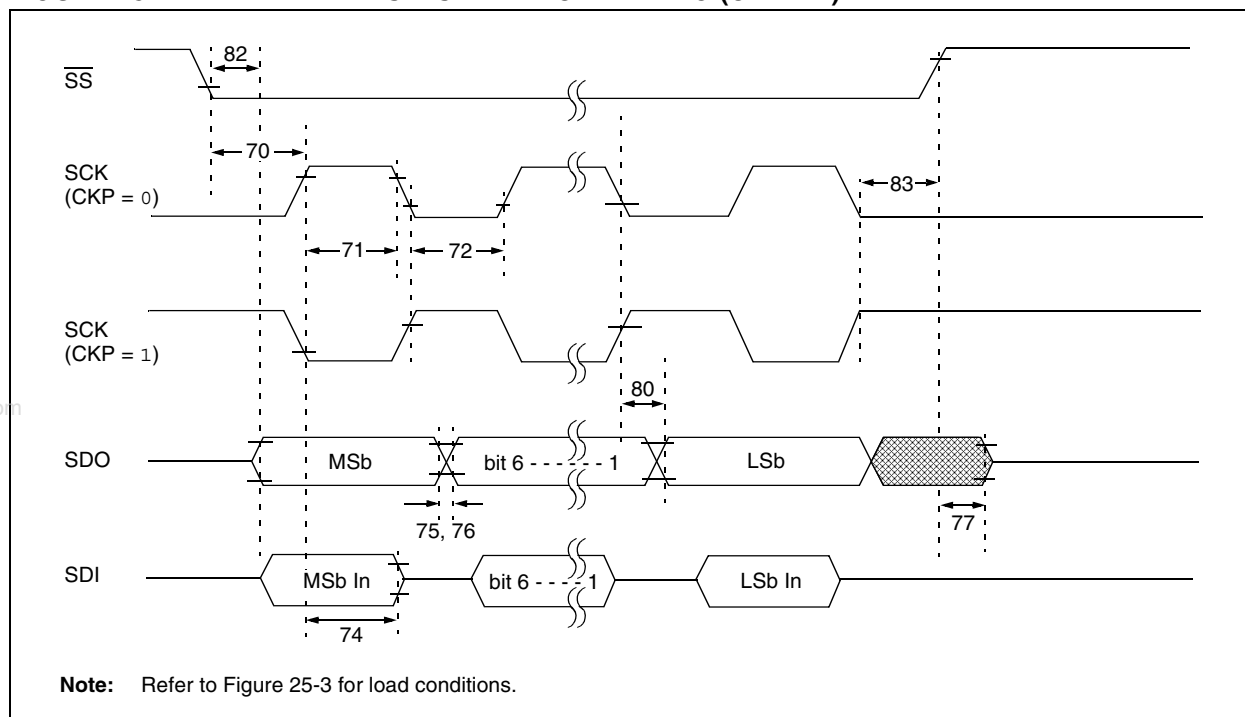 82
SS
70
SCK
(CKP = 0)
83
71
72
SCK
(CKP = 1)
80
om
SDO
MSb
bit 6 - - - - - - 1
LSb
75, 76
77
SDI
MSb In
bit 6 - - - - 1
LSb In
74
Note: Refer to Figure 25-3 for load conditions.